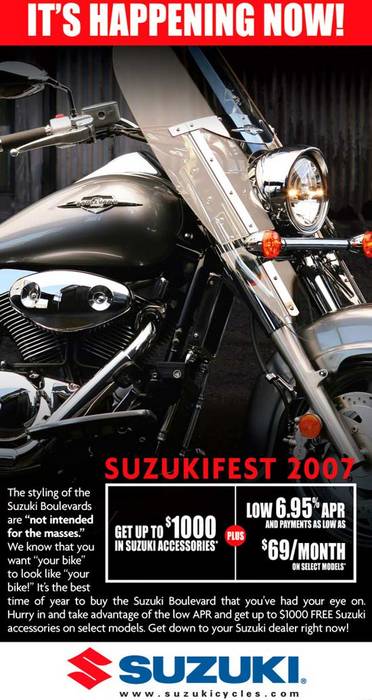 IT'S HAPPENING NOW!
SUZUKIFEST 2007
The styling of the
Suzuki Boulevards
are "not intended
for the masses."
We know that you
want "your bike"
to look like "your
bike!" It's the best
time of year to buy the Suzuki Boulevard that you've had your eye on.
Hurry in and take advantage of the low APR and get up to $1000 FREE Suzuki
accessories on select models. Get down to your Suzuki dealer right now!
GET UP TO $1000
IN SUZUKI ACCESSORIES*
PLUS
LOW 6.95% APR
AND PAYMENTS AS LOW AS
$69/MONTH
ON SELECT MODELS*
SUZUKI
www.suzukicycles.com